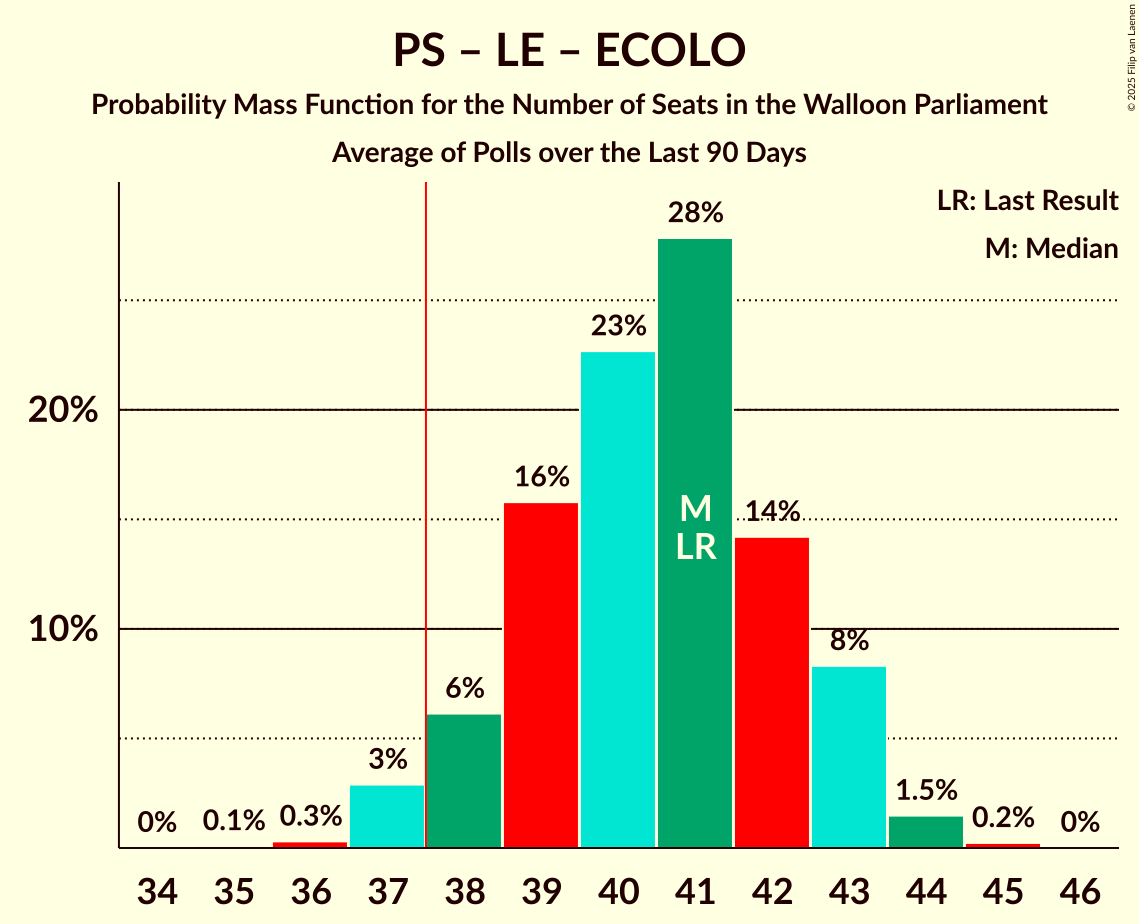 PS – LE – ECOLO
Probability Mass Function for the Number of Seats in the Walloon Parliament
Average of Polls over the Last 90 Days
© 2025 Filip van Laenen
LR: Last Result
M: Median
28%
23%
20%
16%
14%
M
LR
10%
8%
6%
3%
1.5%
0% 0.1% 0.3% 0.2% 0%
34 35 36 37 38 39 40 41 42 43 44 45 46